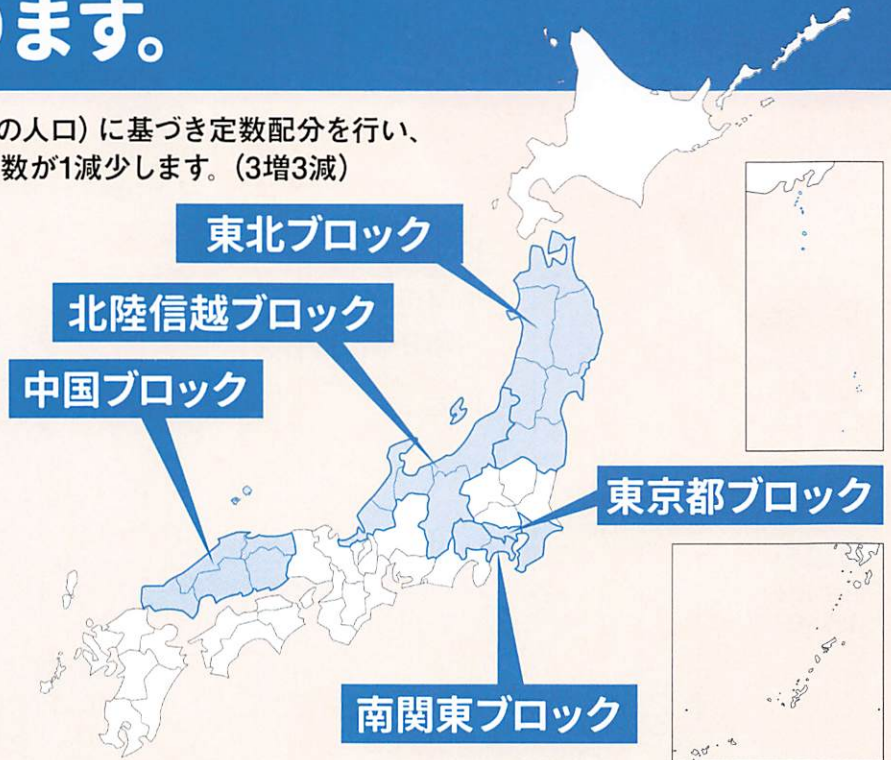 ります。
の人口）に基づき定数配分を行い、
数が1減少します。（3増3減）
東北ブロック
北陸信越ブロック
中国ブロック
東京都ブロック
南関東ブロック